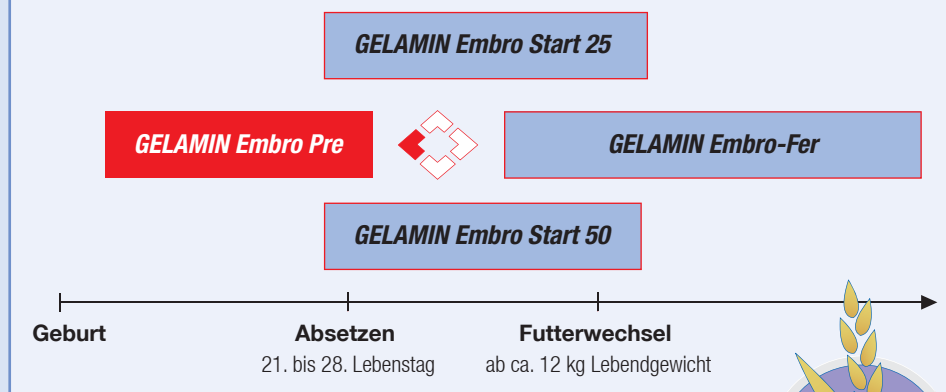 GELAMIN Embro Start 25
GELAMIN Embro Pre
GELAMIN Embro-Fer
GELAMIN Embro Start 50
Geburt
Absetzen
Futterwechsel
21. bis 28. Lebenstag
ab ca. 12 kg Lebendgewicht